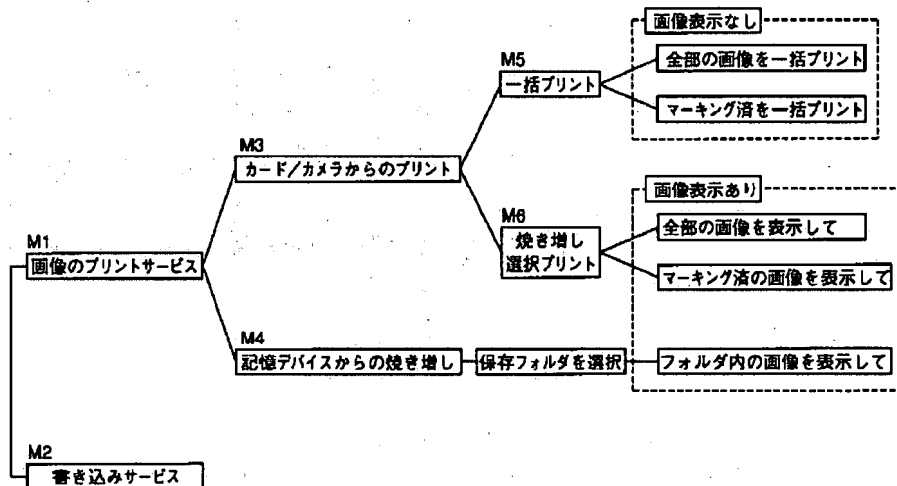 画像表示なし
M5
一括プリント
全部の画像を一括プリント
マーキング済を一括プリント
M3
カード/カメラからのプリント
画像表示あり
M6
焼き増し
選択プリント
全部の画像を表示して
M1
画像のプリントサービス
マーキング済の画像を表示して
M4
記憶デバイスからの焼き増し
保存フォルダを選択
フォルダ内の画像を表示して
M2
書き込みサービス